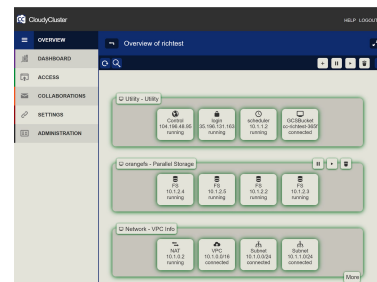 CloudyCluster
HELP LOGOUT
OVERVIEW
Overview of richtest
DASHBOARD
ACCESS
COLLABORATIONS
SETTINGS
ADMINISTRATION
Utility - Utility
Control
104.196.48.95
running
login
35.196.131.163
running
scheduler
10.1.1.2
running
GCSBucket
connected
orangefs - Parallel Storage
FS
10.1.2.4
running
FS
10.1.2.5
running
FS
10.1.2.2
running
FS
10.1.2.3
running
Network - VPC Info
NAT
10.1.0.2
running
VPC
10.1.0.0/16
connected
Subnet
10.1.0.0/24
connected
Subnet
10.1.1.0/24
connected
More